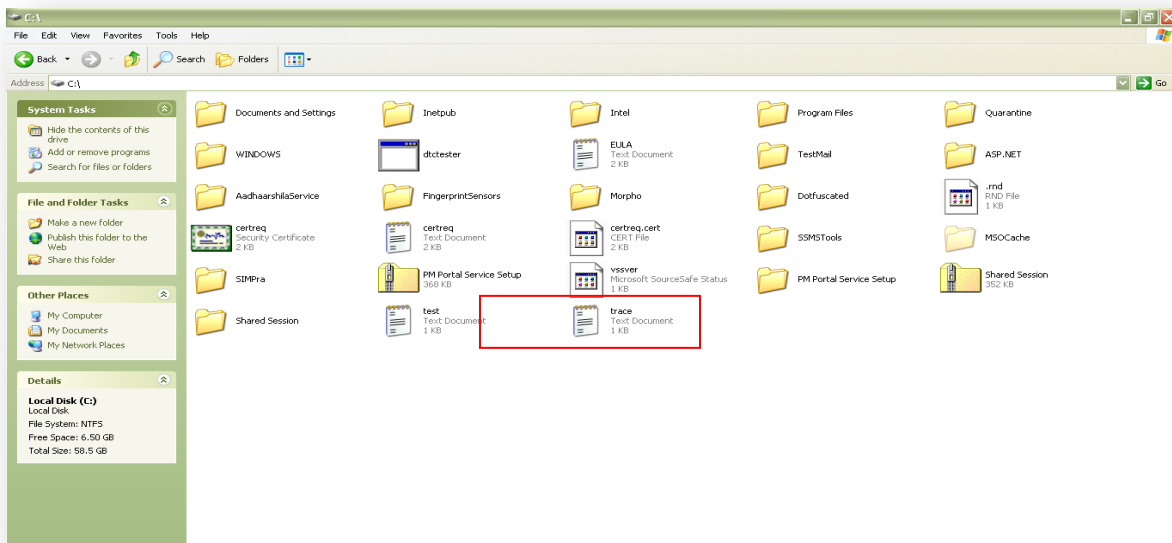 C:\
File Edit View Favorites Tools Help
Back Search Folders
Address C:\ Go
System Tasks
Hide the contents of this
drive
Add or remove programs
Search for files or folders
File and Folder Tasks
Make a new folder
Publish this folder to the
Web
Share this folder
Other Places
My Computer
My Documents
My Network Places
Details
Local Disk (C:)
Local Disk
File System: NTFS
Free Space: 6.50 GB
Total Size: 58.5 GB
Documents and Settings
Inetpub
Intel
Program Files
Quarantine
WINDOWS
dtctester
EULA
Text Document
2 KB
TestMail
ASP.NET
AadhaarshilaService
FingerprintSensors
Morpho
Dotfuscated
.rnd
RND File
1 KB
certreq
Security Certificate
2 KB
certreq
Text Document
2 KB
certreq.cert
CERT File
2 KB
SSMSTools
MSOCache
SIMPra
PM Portal Service Setup
368 KB
vssver
Microsoft SourceSafe Status
1 KB
PM Portal Service Setup
Shared Session
352 KB
Shared Session
test
Text Document
1 KB
trace
Text Document
1 KB